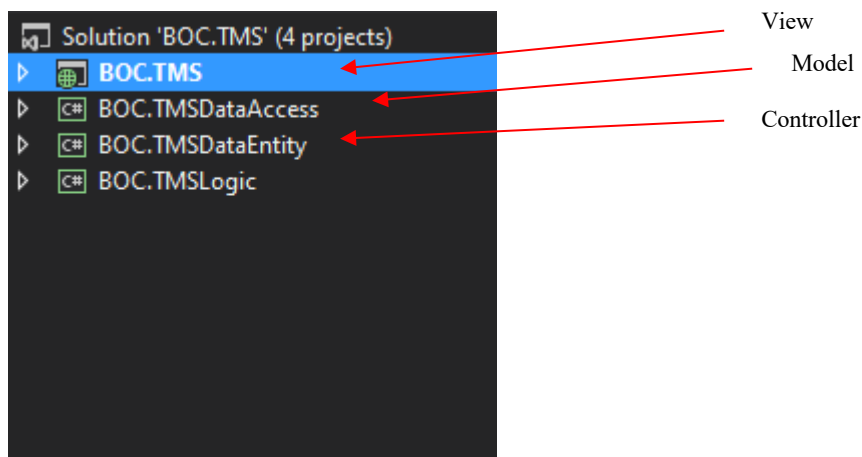 Solution 'BOC.TMS' (4 projects)
BOC.TMS
BOC.TMSDataAccess
BOC.TMSDataEntity
BOC.TMSLogic
View
Model
Controller